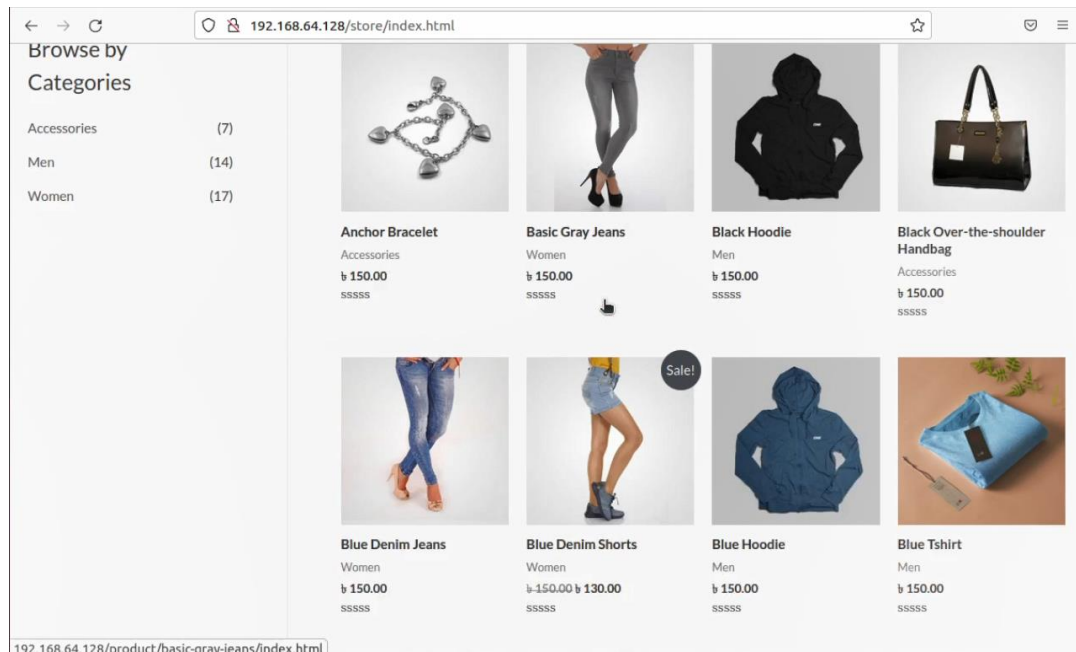 192.168.64.128/store/index.html
Browse by
Categories
Accessories (7)
Men (14)
Women (17)
Anchor Bracelet
Accessories
৳ 150.00
SSSSS
Basic Gray Jeans
Women
৳ 150.00
SSSSS
Black Hoodie
Men
৳ 150.00
SSSSS
Black Over-the-shoulder
Handbag
Accessories
৳ 150.00
SSSSS
Blue Denim Jeans
Women
৳ 150.00
SSSSS
Sale!
Blue Denim Shorts
Women
৳ 150.00 ৳ 130.00
SSSSS
Blue Hoodie
Men
৳ 150.00
SSSSS
Blue Tshirt
Men
৳ 150.00
SSSSS
192.168.64.128/product/basic-gray-jeans/index.html